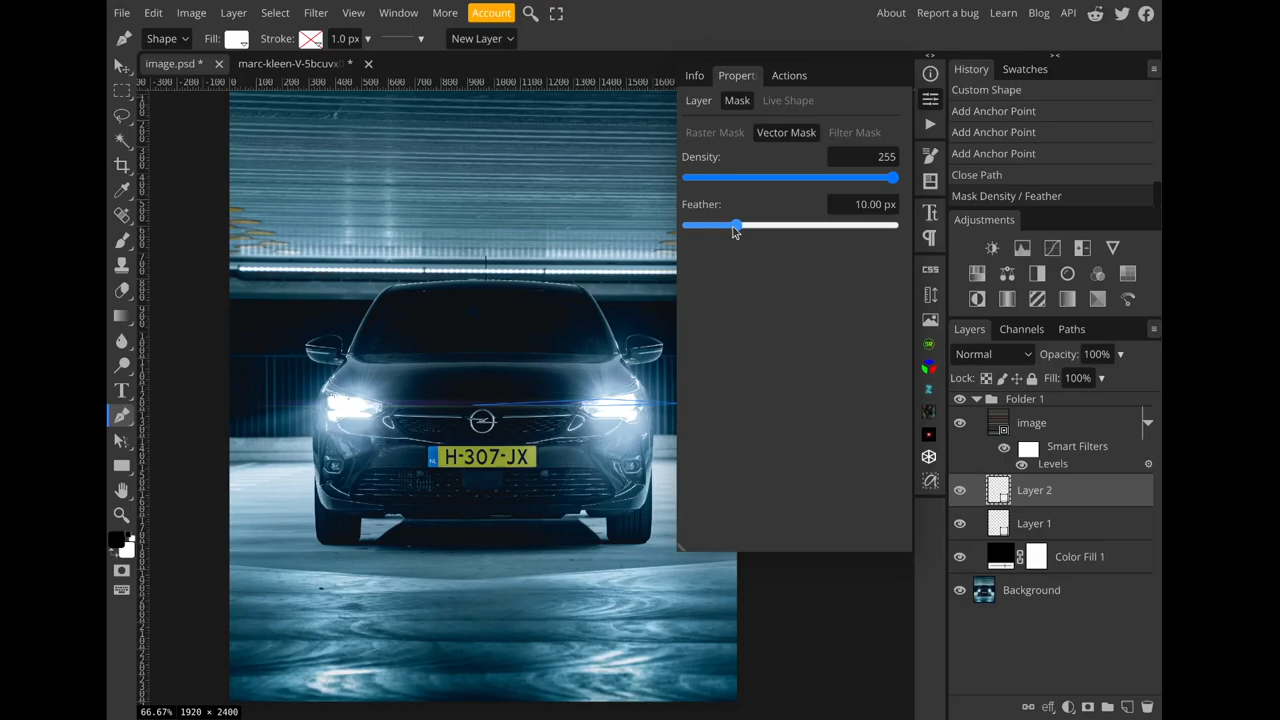 File Edit Image Layer Select Filter View Window More Account About Report a bug Learn Blog API
Shape Fill: Stroke: 1.0 px New Layer
image.psd * marc-kleen-V-5bcuvx *
Info Properti Actions
History Swatches
Layer Mask Live Shape
Custom Shape
Add Anchor Point
Raster Mask Vector Mask Filter Mask
Add Anchor Point
Density: 255
Add Anchor Point
Close Path
Feather: 10.00 px
Mask Density / Feather
Adjustments
CSS
Layers Channels Paths
Normal Opacity: 100%
Lock: Fill: 100%
Folder 1
image
Smart Filters
Levels
Layer 2
Layer 1
Color Fill 1
Background
NL H-307-JX
66.67% 1920 × 2400